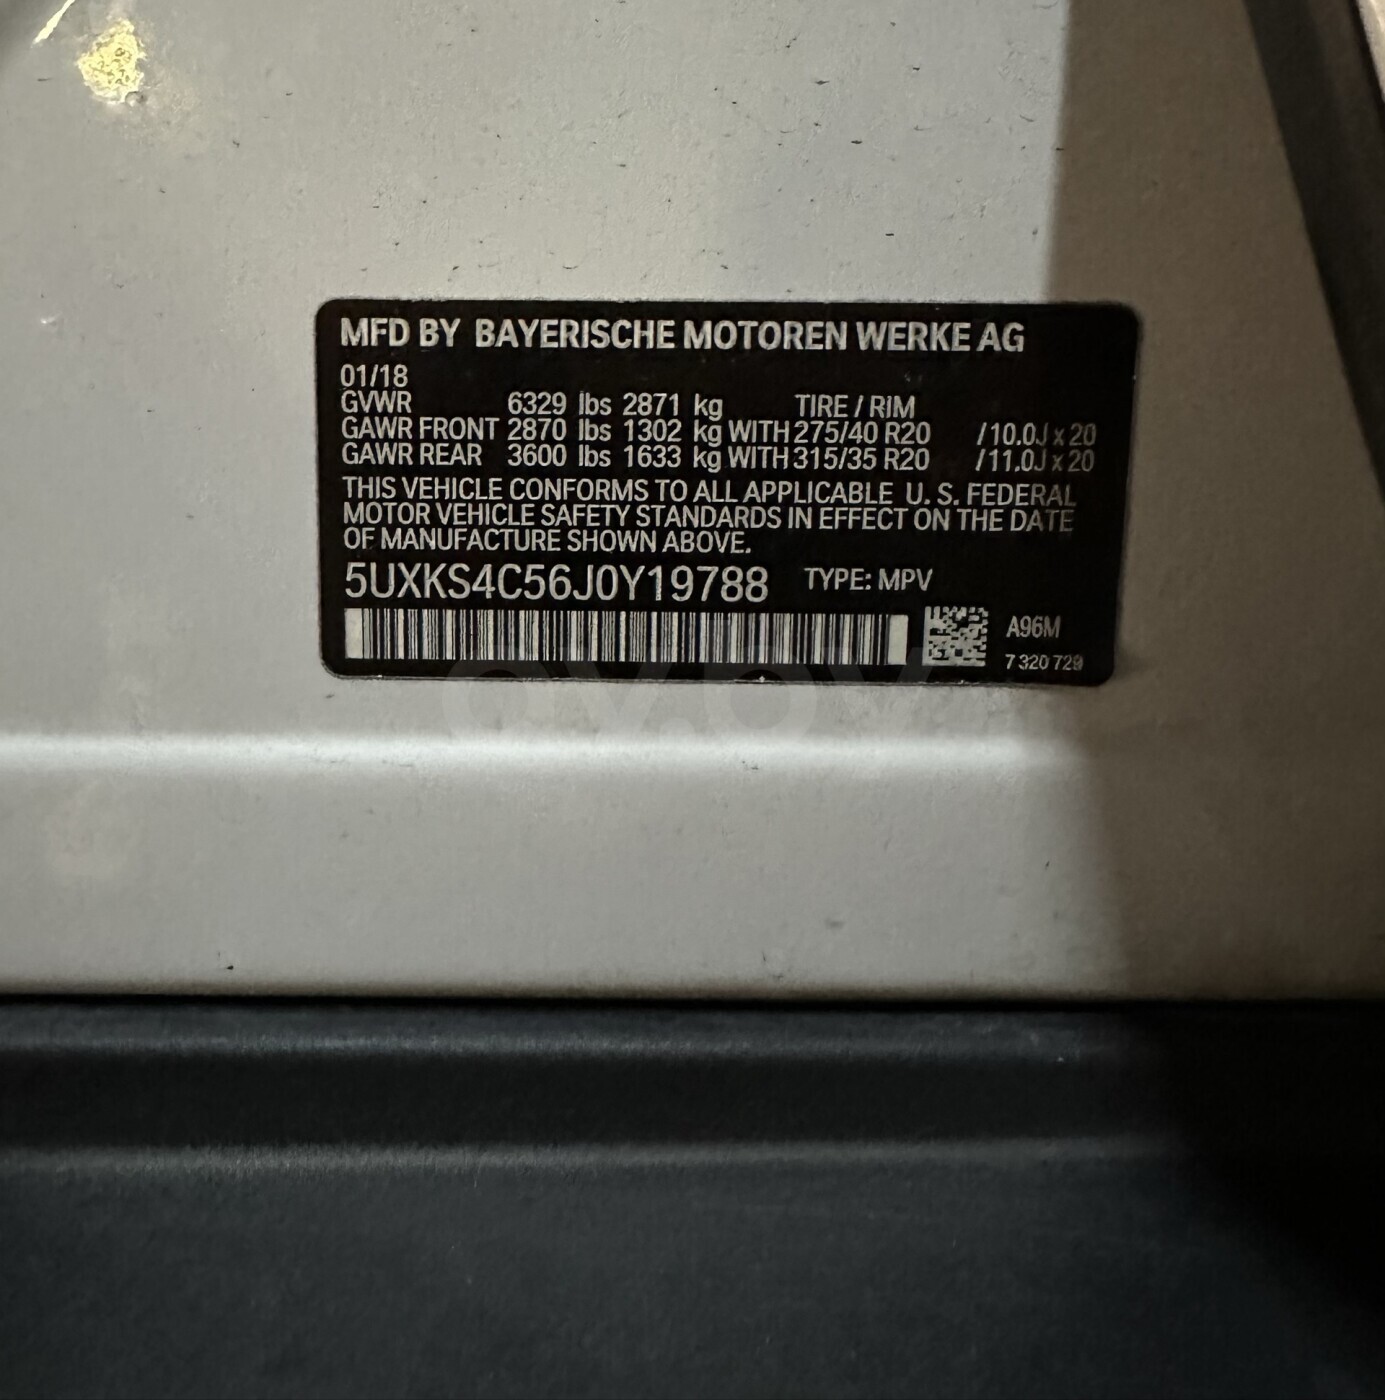 MFD BY BAYERISCHE MOTOREN WERKE AG
01/18
GVWR 6329 lbs 2871 kg TIRE / RIM
GAWR FRONT 2870 lbs 1302 kg WITH 275/40 R20 /10.0J x 20
GAWR REAR 3600 lbs 1633 kg WITH 315/35 R20 /11.0J x 20
THIS VEHICLE CONFORMS TO ALL APPLICABLE U. S. FEDERAL
MOTOR VEHICLE SAFETY STANDARDS IN EFFECT ON THE DATE
OF MANUFACTURE SHOWN ABOVE.
5UXKS4C56J0Y19788 TYPE: MPV
A96M
7 320 729
av.by